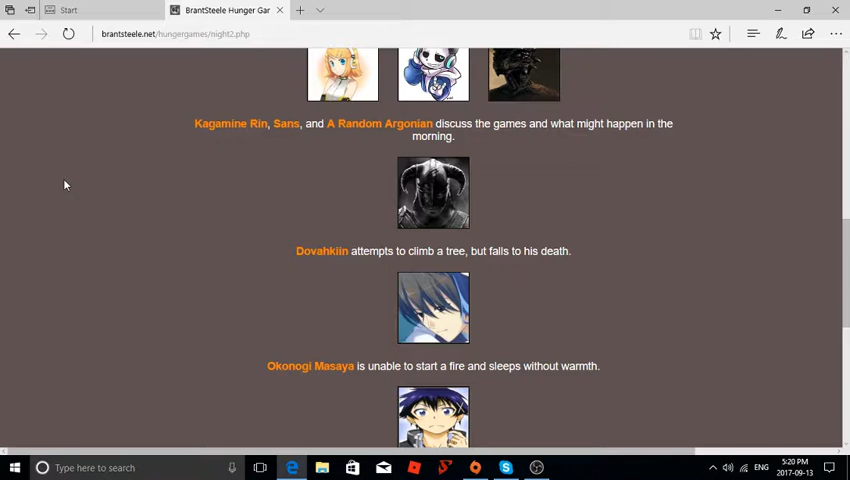 Start
BrantSteele Hunger Gar
brantsteele.net/hungergames/night2.php
Kagamine Rin, Sans, and A Random Argonian discuss the games and what might happen in the
morning.
Dovahkiin attempts to climb a tree, but falls to his death.
Okonogi Masaya is unable to start a fire and sleeps without warmth.
Type here to search
ENG
5:20 PM
2017-09-13